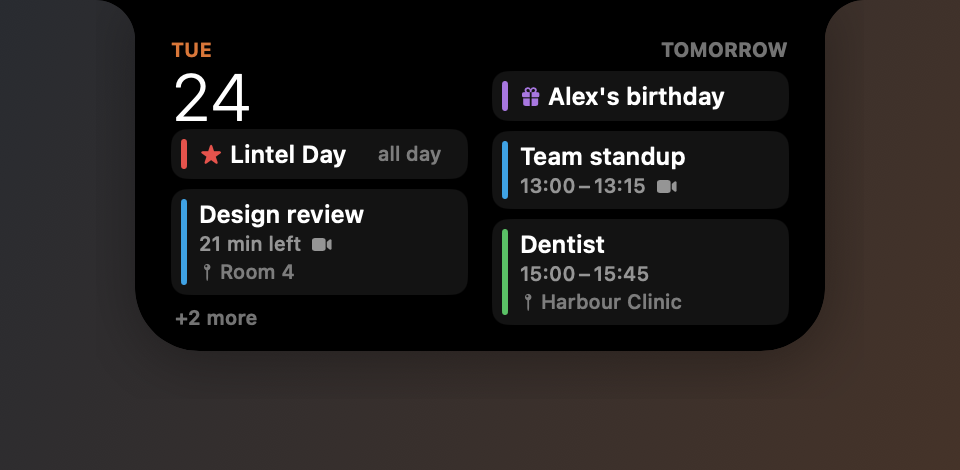 TUE
24
Lintel Day all day
Design review
21 min left
Room 4
+2 more
TOMORROW
Alex's birthday
Team standup
13:00–13:15
Dentist
15:00–15:45
Harbour Clinic